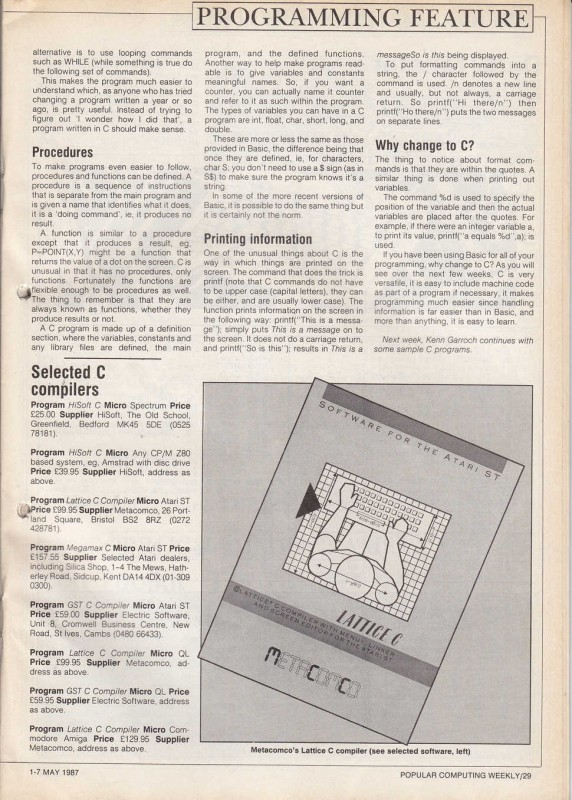 PROGRAMMING FEATURE
alternative is to use looping commands
such as WHILE (while something is true do
the following set of commands).
This makes the program much easier to
understand which, as anyone who has tried
changing a program written a year or so
ago, is pretty useful. Instead of trying to
figure out 'I wonder how I did that', a
program written in C should make sense.
Procedures
To make programs even easier to follow,
procedures and functions can be defined. A
procedure is a sequence of instructions
that is separate from the main program and
is given a name that identifies what it does,
it is a 'doing command', ie, it produces no
result.
A function is similar to a procedure
except that it produces a result, eg,
P=POINT(X,Y) might be a function that
returns the value of a dot on the screen. C is
unusual in that it has no procedures, only
functions. Fortunately the functions are
flexible enough to be procedures as well.
The thing to remember is that they are
always known as functions, whether they
produce results or not.
A C program is made up of a definition
section, where the variables, constants and
any library files are defined, the main
program, and the defined functions.
Another way to help make programs read-
able is to give variables and constants
meaningful names. So, if you want a
counter, you can actually name it counter
and refer to it as such within the program.
The types of variables you can have in a C
program are int, float, char, short, long, and
double.
These are more or less the same as those
provided in Basic, the difference being that
once they are defined, ie, for characters,
char S; you don't need to use a $ sign (as in
S$) to make sure the program knows it's a
string.
In some of the more recent versions of
Basic, it is possible to do the same thing but
it is certainly not the norm.
Printing information
One of the unusual things about C is the
way in which things are printed on the
screen. The command that does the trick is
printf (note that C commands do not have
to be upper case (capital letters), they can
be either, and are usually lower case). The
function prints information on the screen in
the following way: printf("This is a messa-
ge"); simply puts This is a message on to
the screen. It does not do a carriage return,
and printf("So is this"); results in This is a
messageSo is this being displayed.
To put formatting commands into a
string, the / character followed by the
command is used. /n denotes a new line
and usually, but not always, a carriage
return. So printf("Hi there/n") then
printf("Ho there/n") puts the two messages
on separate lines.
Why change to C?
The thing to notice about format com-
mands is that they are within the quotes. A
similar thing is done when printing out
variables.
The command %d is used to specify the
position of the variable and then the actual
variables are placed after the quotes. For
example, if there were an integer variable a,
to print its value, printf("a equals %d",a); is
used.
If you have been using Basic for all of your
programming, why change to C? As you will
see over the next few weeks, C is very
versatile, it is easy to include machine code
as part of a program if necessary, it makes
programming much easier since handling
information is far easier than in Basic, and
more than anything, it is easy to learn.
Next week, Kenn Garroch continues with
some sample C programs.
Selected C
compilers
Program HiSoft C Micro Spectrum Price
£25.00 Supplier HiSoft, The Old School,
Greenfield, Bedford MK45 5DE (0525
78181).
Program HiSoft C Micro Any CP/M Z80
based system, eg, Amstrad with disc drive
Price £39.95 Supplier HiSoft, address as
above.
Program Lattice C Compiler Micro Atari ST
Price £99.95 Supplier Metacomco, 26 Port-
land Square, Bristol BS2 8RZ (0272
428781).
Program Megamax C Micro Atari ST Price
£157.55 Supplier Selected Atari dealers,
including Silica Shop, 1-4 The Mews, Hath-
erley Road, Sidcup, Kent DA14 4DX (01-309
0300).
Program GST C Compiler Micro Atari ST
Price £59.00 Supplier Electric Software,
Unit 8, Cromwell Business Centre, New
Road, St Ives, Cambs (0480 66433).
Program Lattice C Compiler Micro QL
Price £99.95 Supplier Metacomco, ad-
dress as above.
Program GST C Compiler Micro QL Price
£59.95 Supplier Electric Software, address
as above.
Program Lattice C Compiler Micro Com-
modore Amiga Price £129.95 Supplier
Metacomco, address as above.
SOFTWARE FOR THE ATARI ST
LATTICE C
LATTICE C COMPILER WITH MENU+ LINKER
AND SCREEN EDITOR FOR THE ATARI ST
METACOMCO
Metacomco's Lattice C compiler (see selected software, left)
1-7 MAY 1987
POPULAR COMPUTING WEEKLY/29